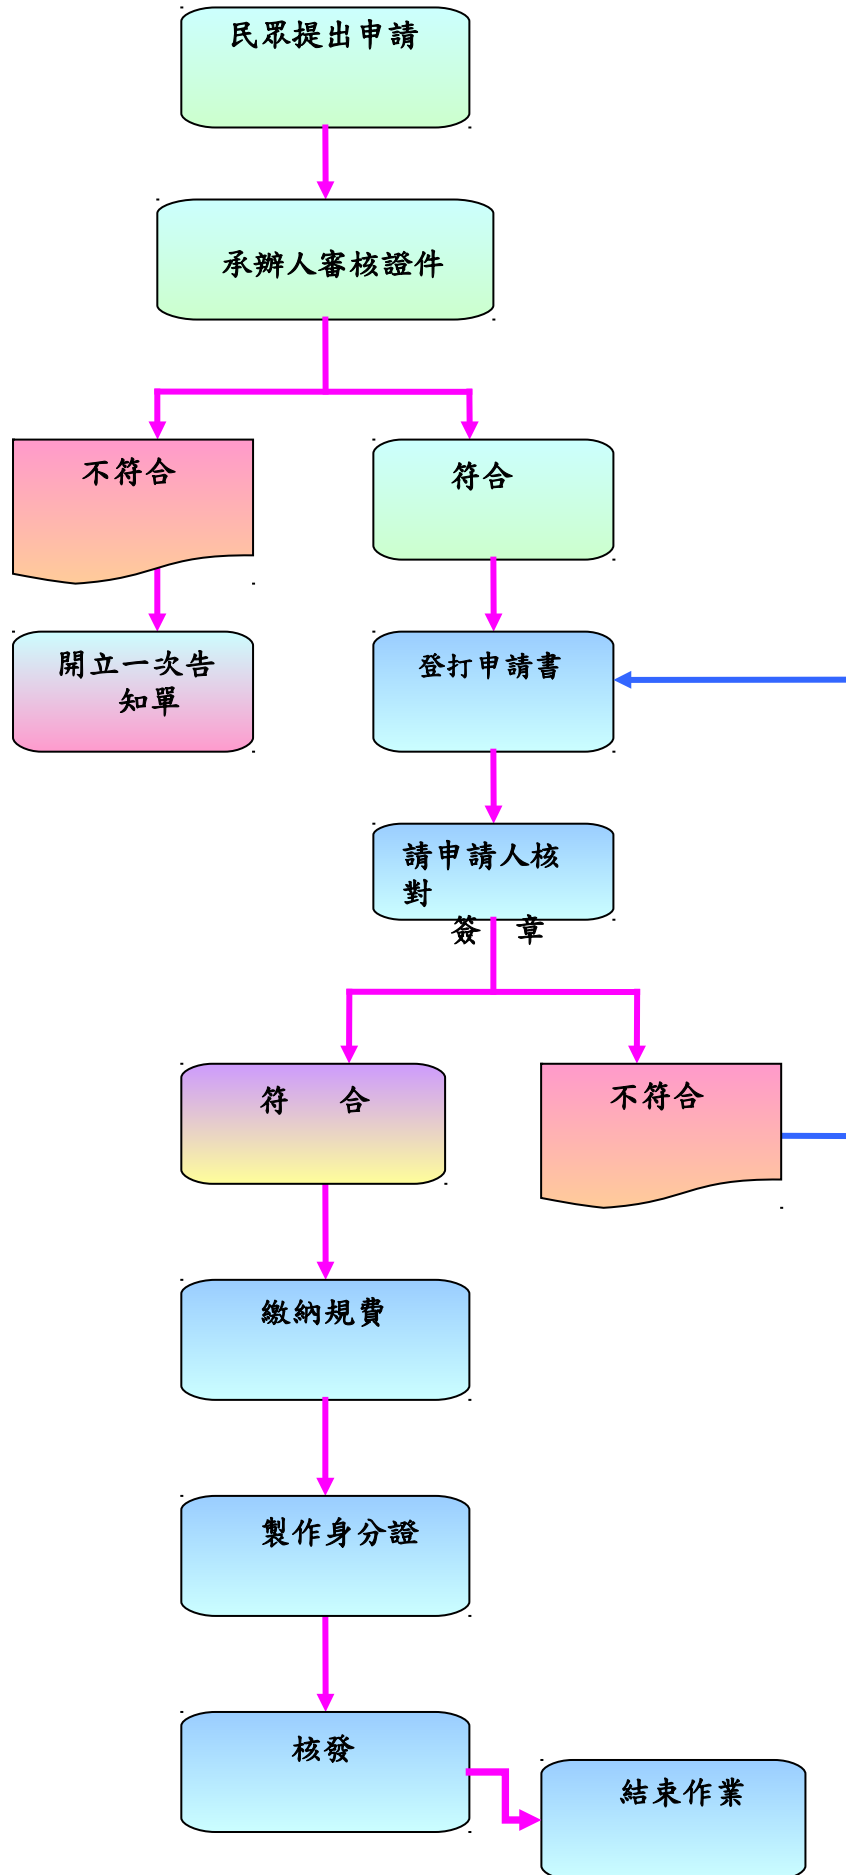 民眾提出申請
承辦人審核證件
不符合
符合
開立一次告
知單
登打申請書
請申請人核
對
簽 章
符 合
不符合
繳納規費
製作身分證
核發
結束作業